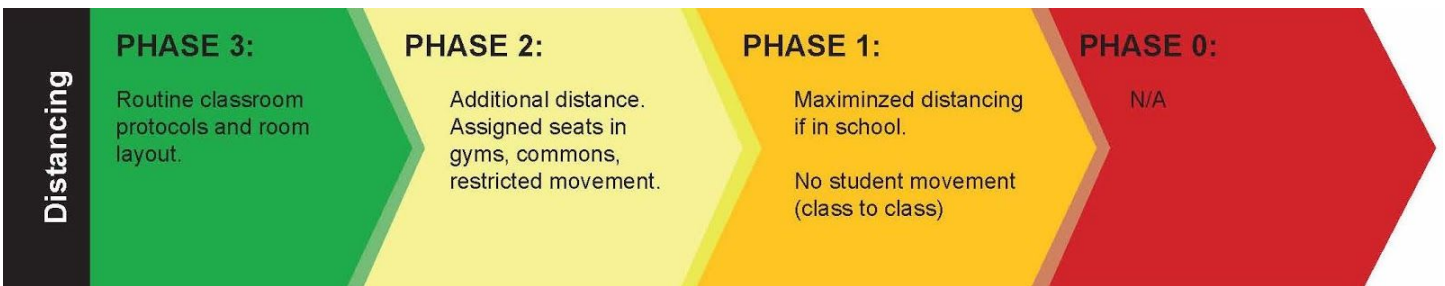 Distancing
PHASE 3:
Routine classroom
protocols and room
layout.
PHASE 2:
Additional distance.
Assigned seats in
gyms, commons,
restricted movement.
PHASE 1:
Maximinzed distancing
if in school.
No student movement
(class to class)
PHASE 0:
N/A